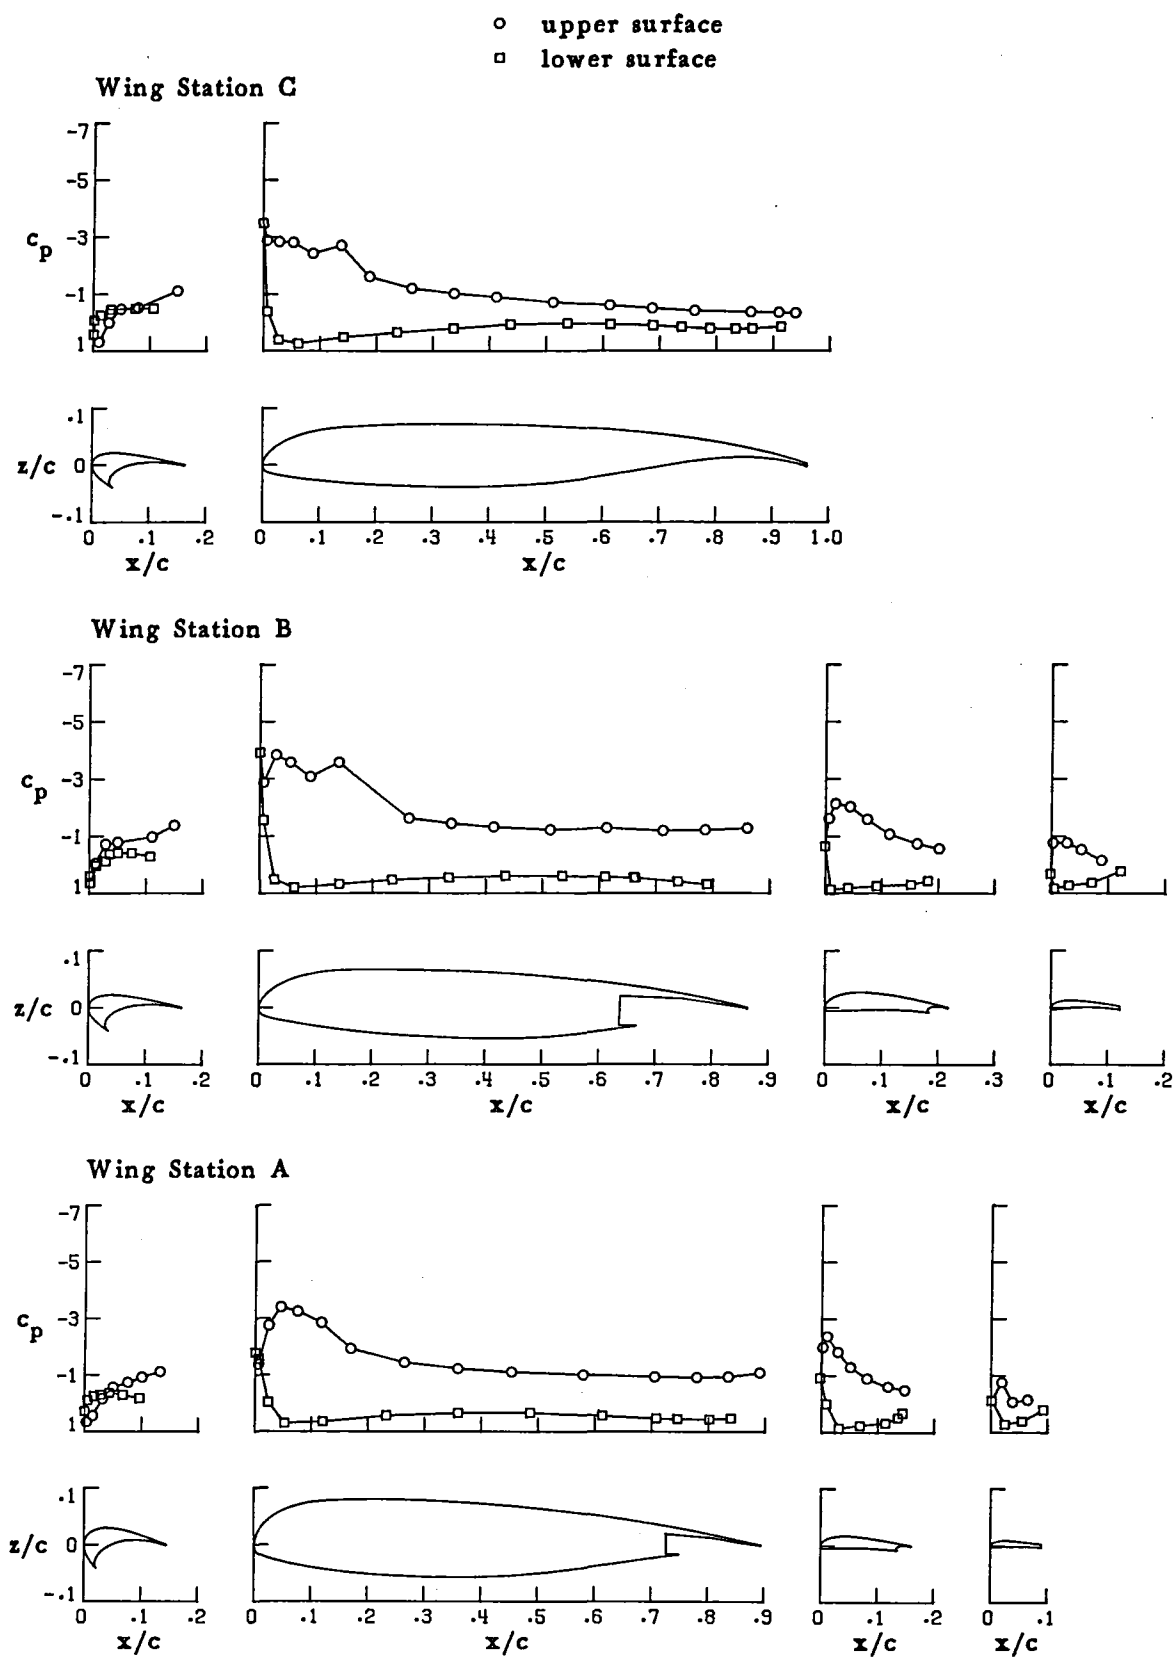 upper surface
lower surface
Wing Station C
-7
-5
-3
c_p
-1
1
.1
z/c 0
-.1
0 .1 .2 0 .1 .2 .3 .4 .5 .6 .7 .8 .9 1.0
x/c x/c
Wing Station B
-7
-5
-3
c_p
-1
1
.1
z/c 0
-.1
0 .1 .2 0 .1 .2 .3 .4 .5 .6 .7 .8 .9 0 .1 .2 .3 0 .1 .2
x/c x/c x/c x/c
Wing Station A
-7
-5
-3
c_p
-1
1
.1
z/c 0
-.1
0 .1 .2 0 .1 .2 .3 .4 .5 .6 .7 .8 .9 0 .1 .2 0 .1
x/c x/c x/c x/c